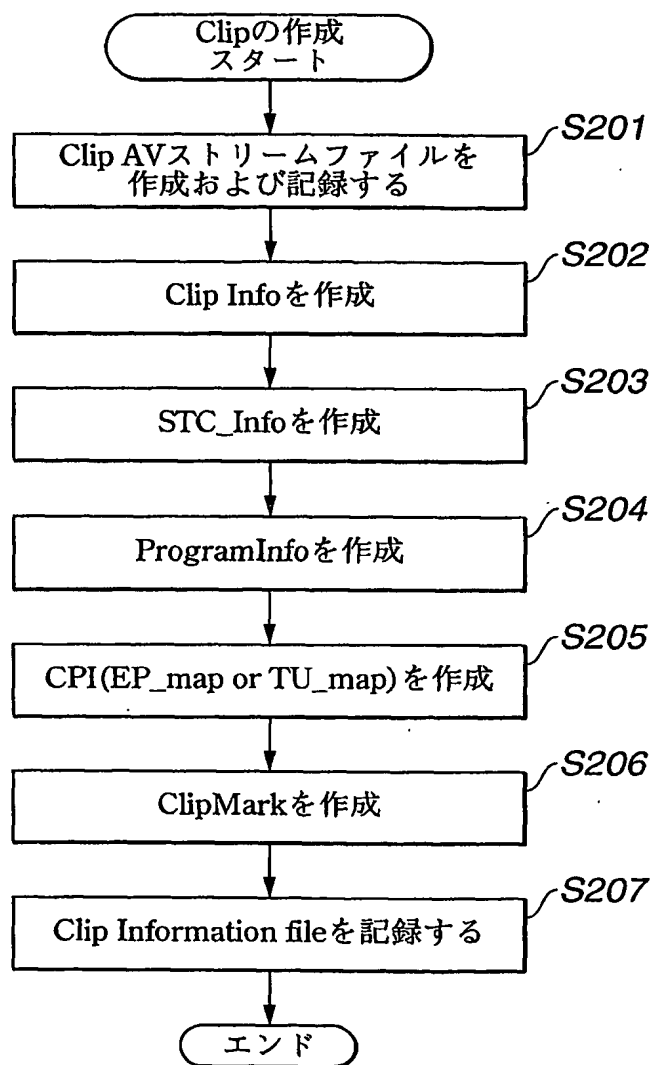 Clipの作成
スタート
S201
Clip AVストリームファイルを
作成および記録する
S202
Clip Infoを作成
S203
STC_Infoを作成
S204
ProgramInfoを作成
S205
CPI(EP_map or TU_map)を作成
S206
ClipMarkを作成
S207
Clip Information fileを記録する
エンド